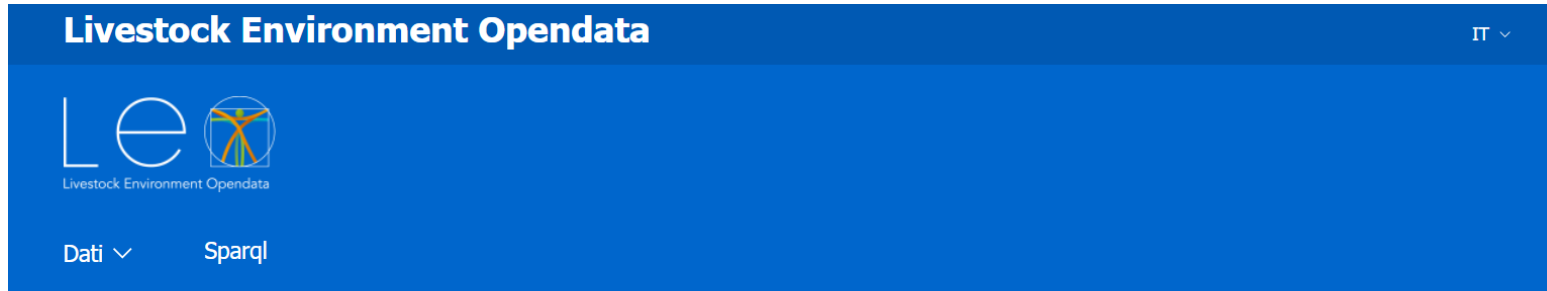 Livestock Environment Opendata
IT
Le
Livestock Environment Opendata
Dati
Sparql